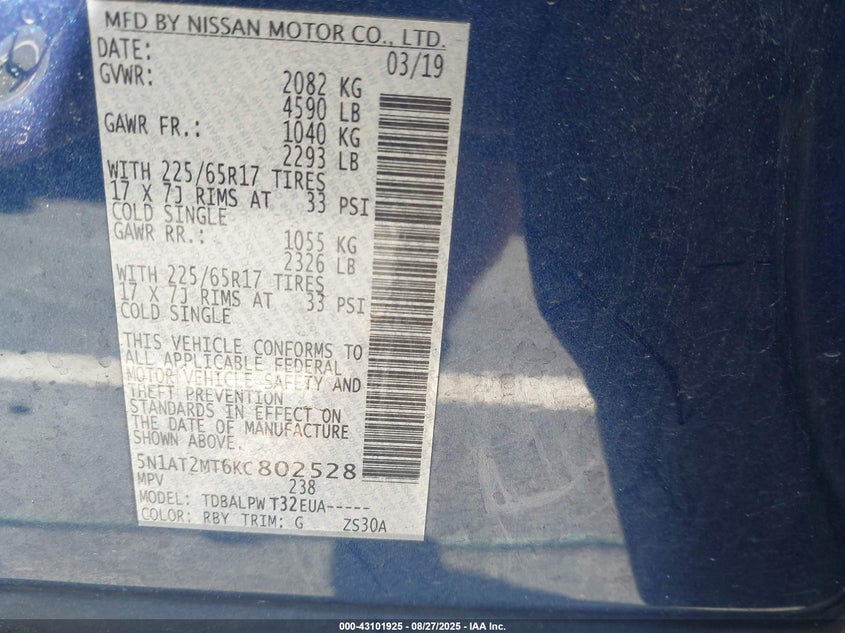 MFD BY NISSAN MOTOR CO., LTD.
DATE: 03/19
GVWR: 2082 KG
4590 LB
GAWR FR.: 1040 KG
2293 LB
WITH 225/65R17 TIRES
17 X 7J RIMS AT 33 PSI
COLD SINGLE
GAWR RR.: 1055 KG
2326 LB
WITH 225/65R17 TIRES
17 X 7J RIMS AT 33 PSI
COLD SINGLE
THIS VEHICLE CONFORMS TO
ALL APPLICABLE FEDERAL
MOTOR VEHICLE SAFETY AND
THEFT PREVENTION
STANDARDS IN EFFECT ON
THE DATE OF MANUFACTURE
SHOWN ABOVE.
5N1AT2MT6KC802528
MPV 238
MODEL: TDBALPW T32EUA-----
COLOR: RBY TRIM: G ZS30A
000-43101925 - 08/27/2025 - IAA Inc.